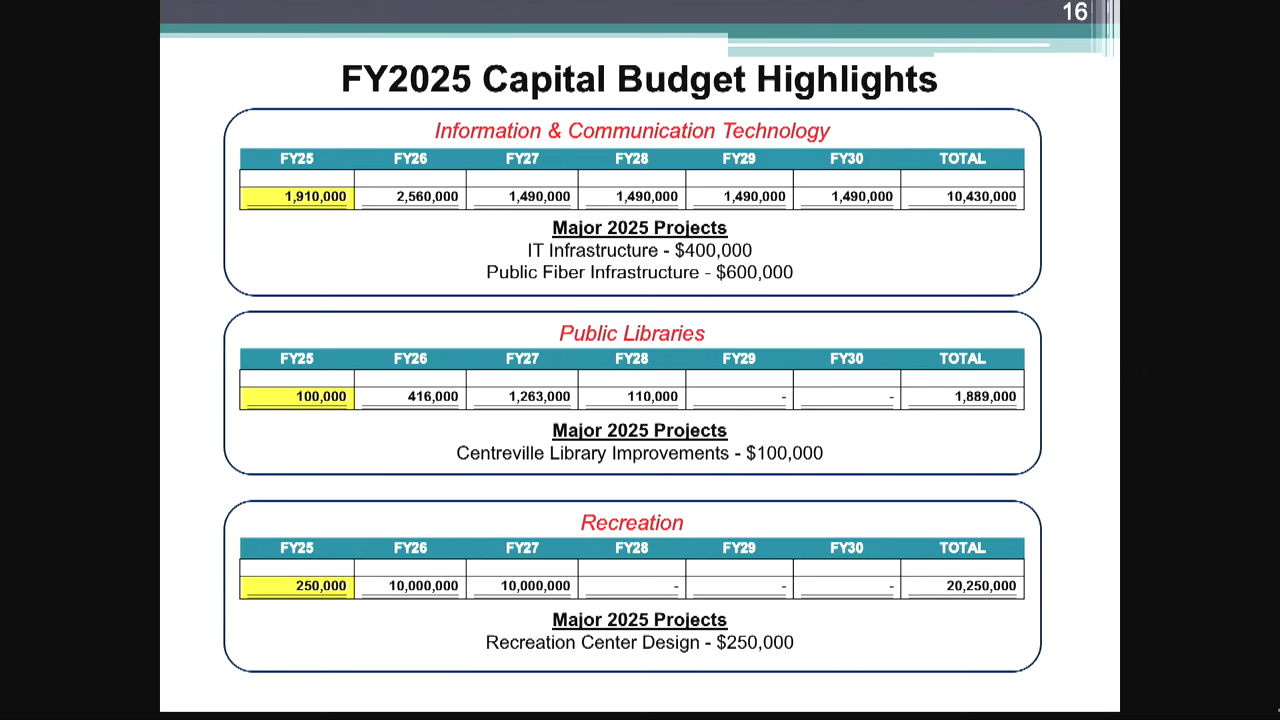 16
FY2025 Capital Budget Highlights
Information & Communication Technology
FY25 FY26 FY27 FY28 FY29 FY30 TOTAL
1,910,000 2,560,000 1,490,000 1,490,000 1,490,000 1,490,000 10,430,000
Major 2025 Projects
IT Infrastructure - $400,000
Public Fiber Infrastructure - $600,000
Public Libraries
FY25 FY26 FY27 FY28 FY29 FY30 TOTAL
100,000 416,000 1,263,000 110,000 - - 1,889,000
Major 2025 Projects
Centreville Library Improvements - $100,000
Recreation
FY25 FY26 FY27 FY28 FY29 FY30 TOTAL
250,000 10,000,000 10,000,000 - - - 20,250,000
Major 2025 Projects
Recreation Center Design - $250,000